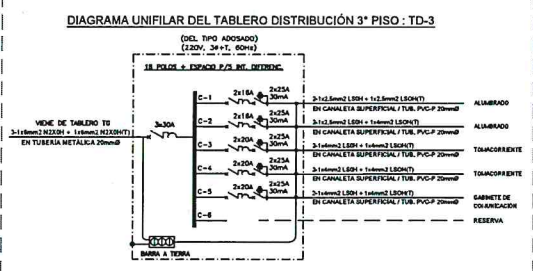 DIAGRAMA UNIFILAR DEL TABLERO DISTRIBUCIÓN 3° PISO : TD-3
(DEL TIPO ADOSADO)
(220V, 3Φ+T, 60Hz)
18 POLOS + ESPACIO P/5 INT. DIFERENC.
VIENE DE TABLERO TG
3-1x6mm2 N2XOH + 1x6mm2 N2XOH(T)
EN TUBERÍA METÁLICA 20mmØ
3x30A
C-1
2x16A
2x25A
30mA
3-1x2.5mm2 LSOH + 1x2.5mm2 LSOH(T)
EN CANALETA SUPERFICIAL / TUB. PVC-P 20mmØ
ALUMBRADO
C-2
2x16A
2x25A
30mA
3-1x2.5mm2 LSOH + 1x2.5mm2 LSOH(T)
EN CANALETA SUPERFICIAL / TUB. PVC-P 20mmØ
ALUMBRADO
C-3
2x20A
2x25A
30mA
3-1x4mm2 LSOH + 1x4mm2 LSOH(T)
EN CANALETA SUPERFICIAL / TUB. PVC-P 20mmØ
TOMACORRIENTE
C-4
2x20A
2x25A
30mA
3-1x4mm2 LSOH + 1x4mm2 LSOH(T)
EN CANALETA SUPERFICIAL / TUB. PVC-P 20mmØ
TOMACORRIENTE
C-5
2x20A
2x25A
30mA
3-1x4mm2 LSOH + 1x4mm2 LSOH(T)
EN CANALETA SUPERFICIAL / TUB. PVC-P 20mmØ
GABINETE DE
COMUNICACIÓN
C-6
RESERVA
BARRA A TIERRA